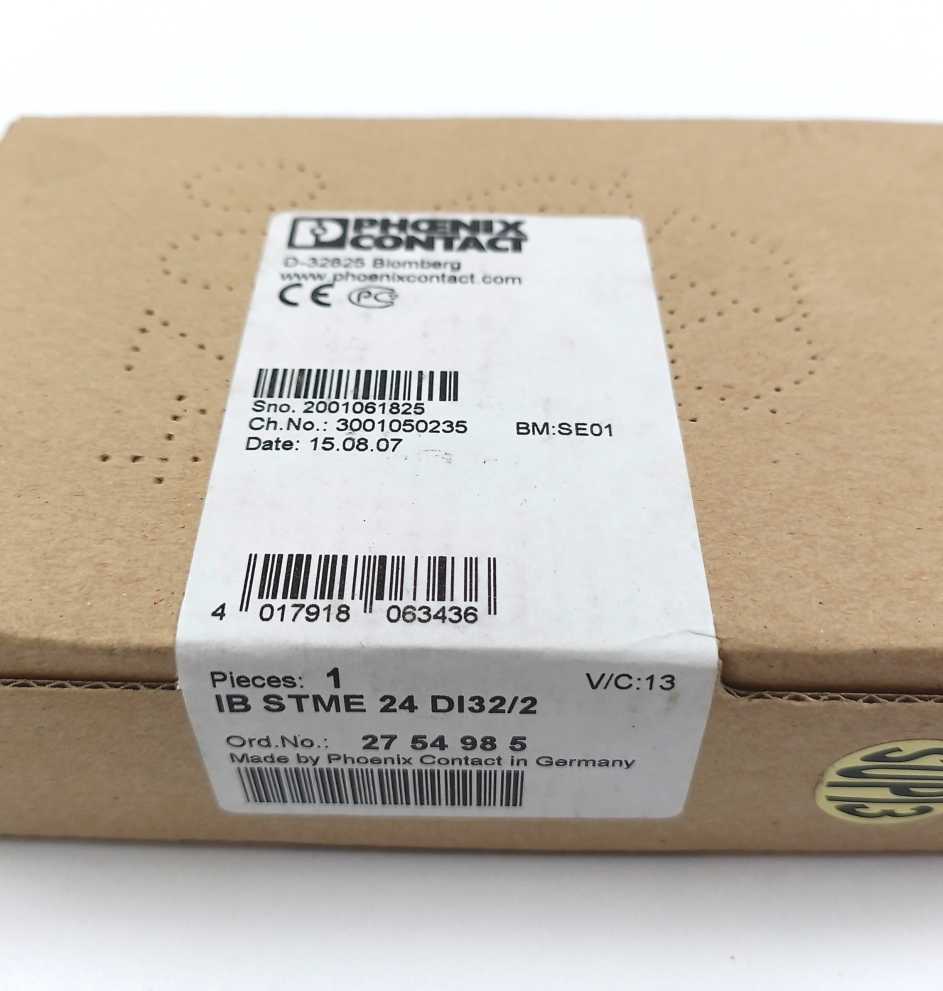 PHŒNIX
CONTACT
D-32825 Blomberg
www.phoenixcontact.com
CE PC
Sno. 2001061825
Ch.No.: 3001050235 BM:SE01
Date: 15.08.07
4 017918 063436
Pieces: 1 V/C:13
IB STME 24 DI32/2
Ord.No.: 27 54 98 5
Made by Phoenix Contact in Germany